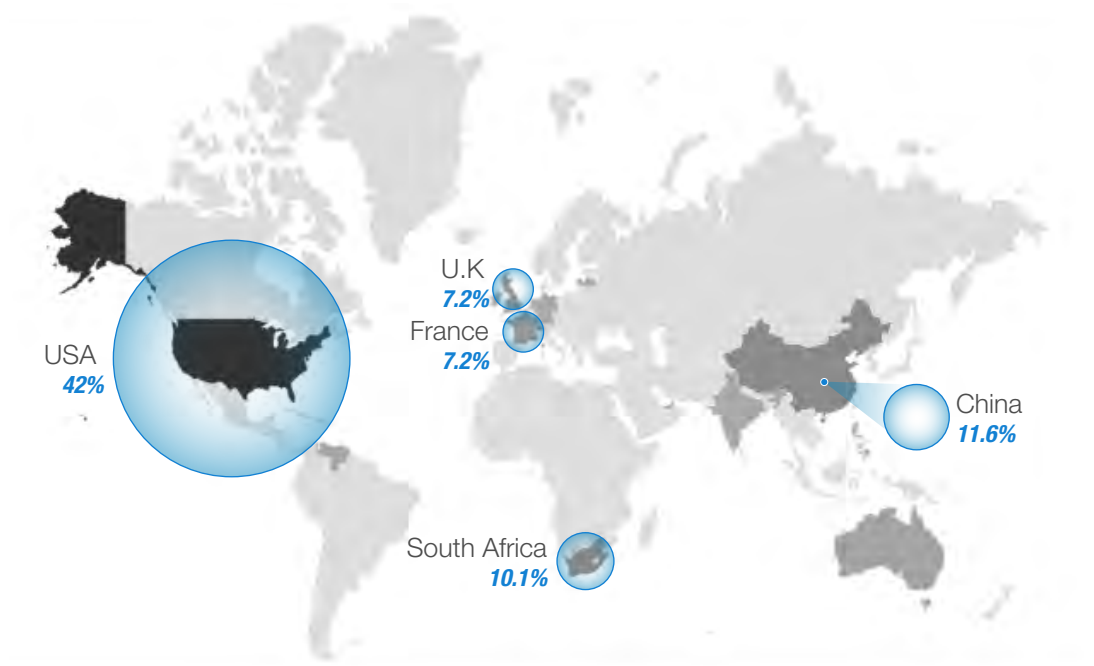 U.K
7.2%
France
7.2%
USA
42%
China
11.6%
South Africa
10.1%